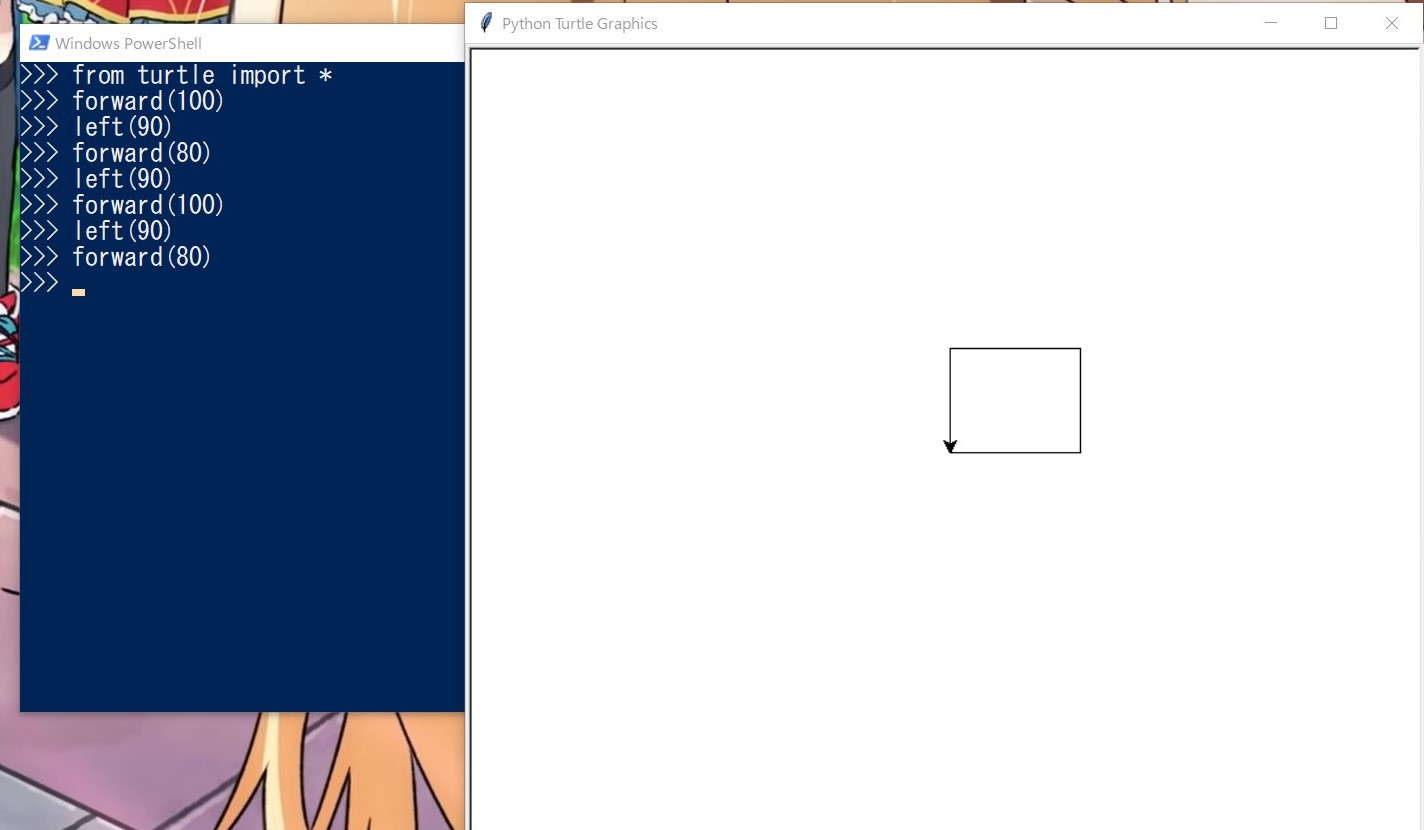 Windows PowerShell
>>> from turtle import *
>>> forward(100)
>>> left(90)
>>> forward(80)
>>> left(90)
>>> forward(100)
>>> left(90)
>>> forward(80)
>>>
Python Turtle Graphics